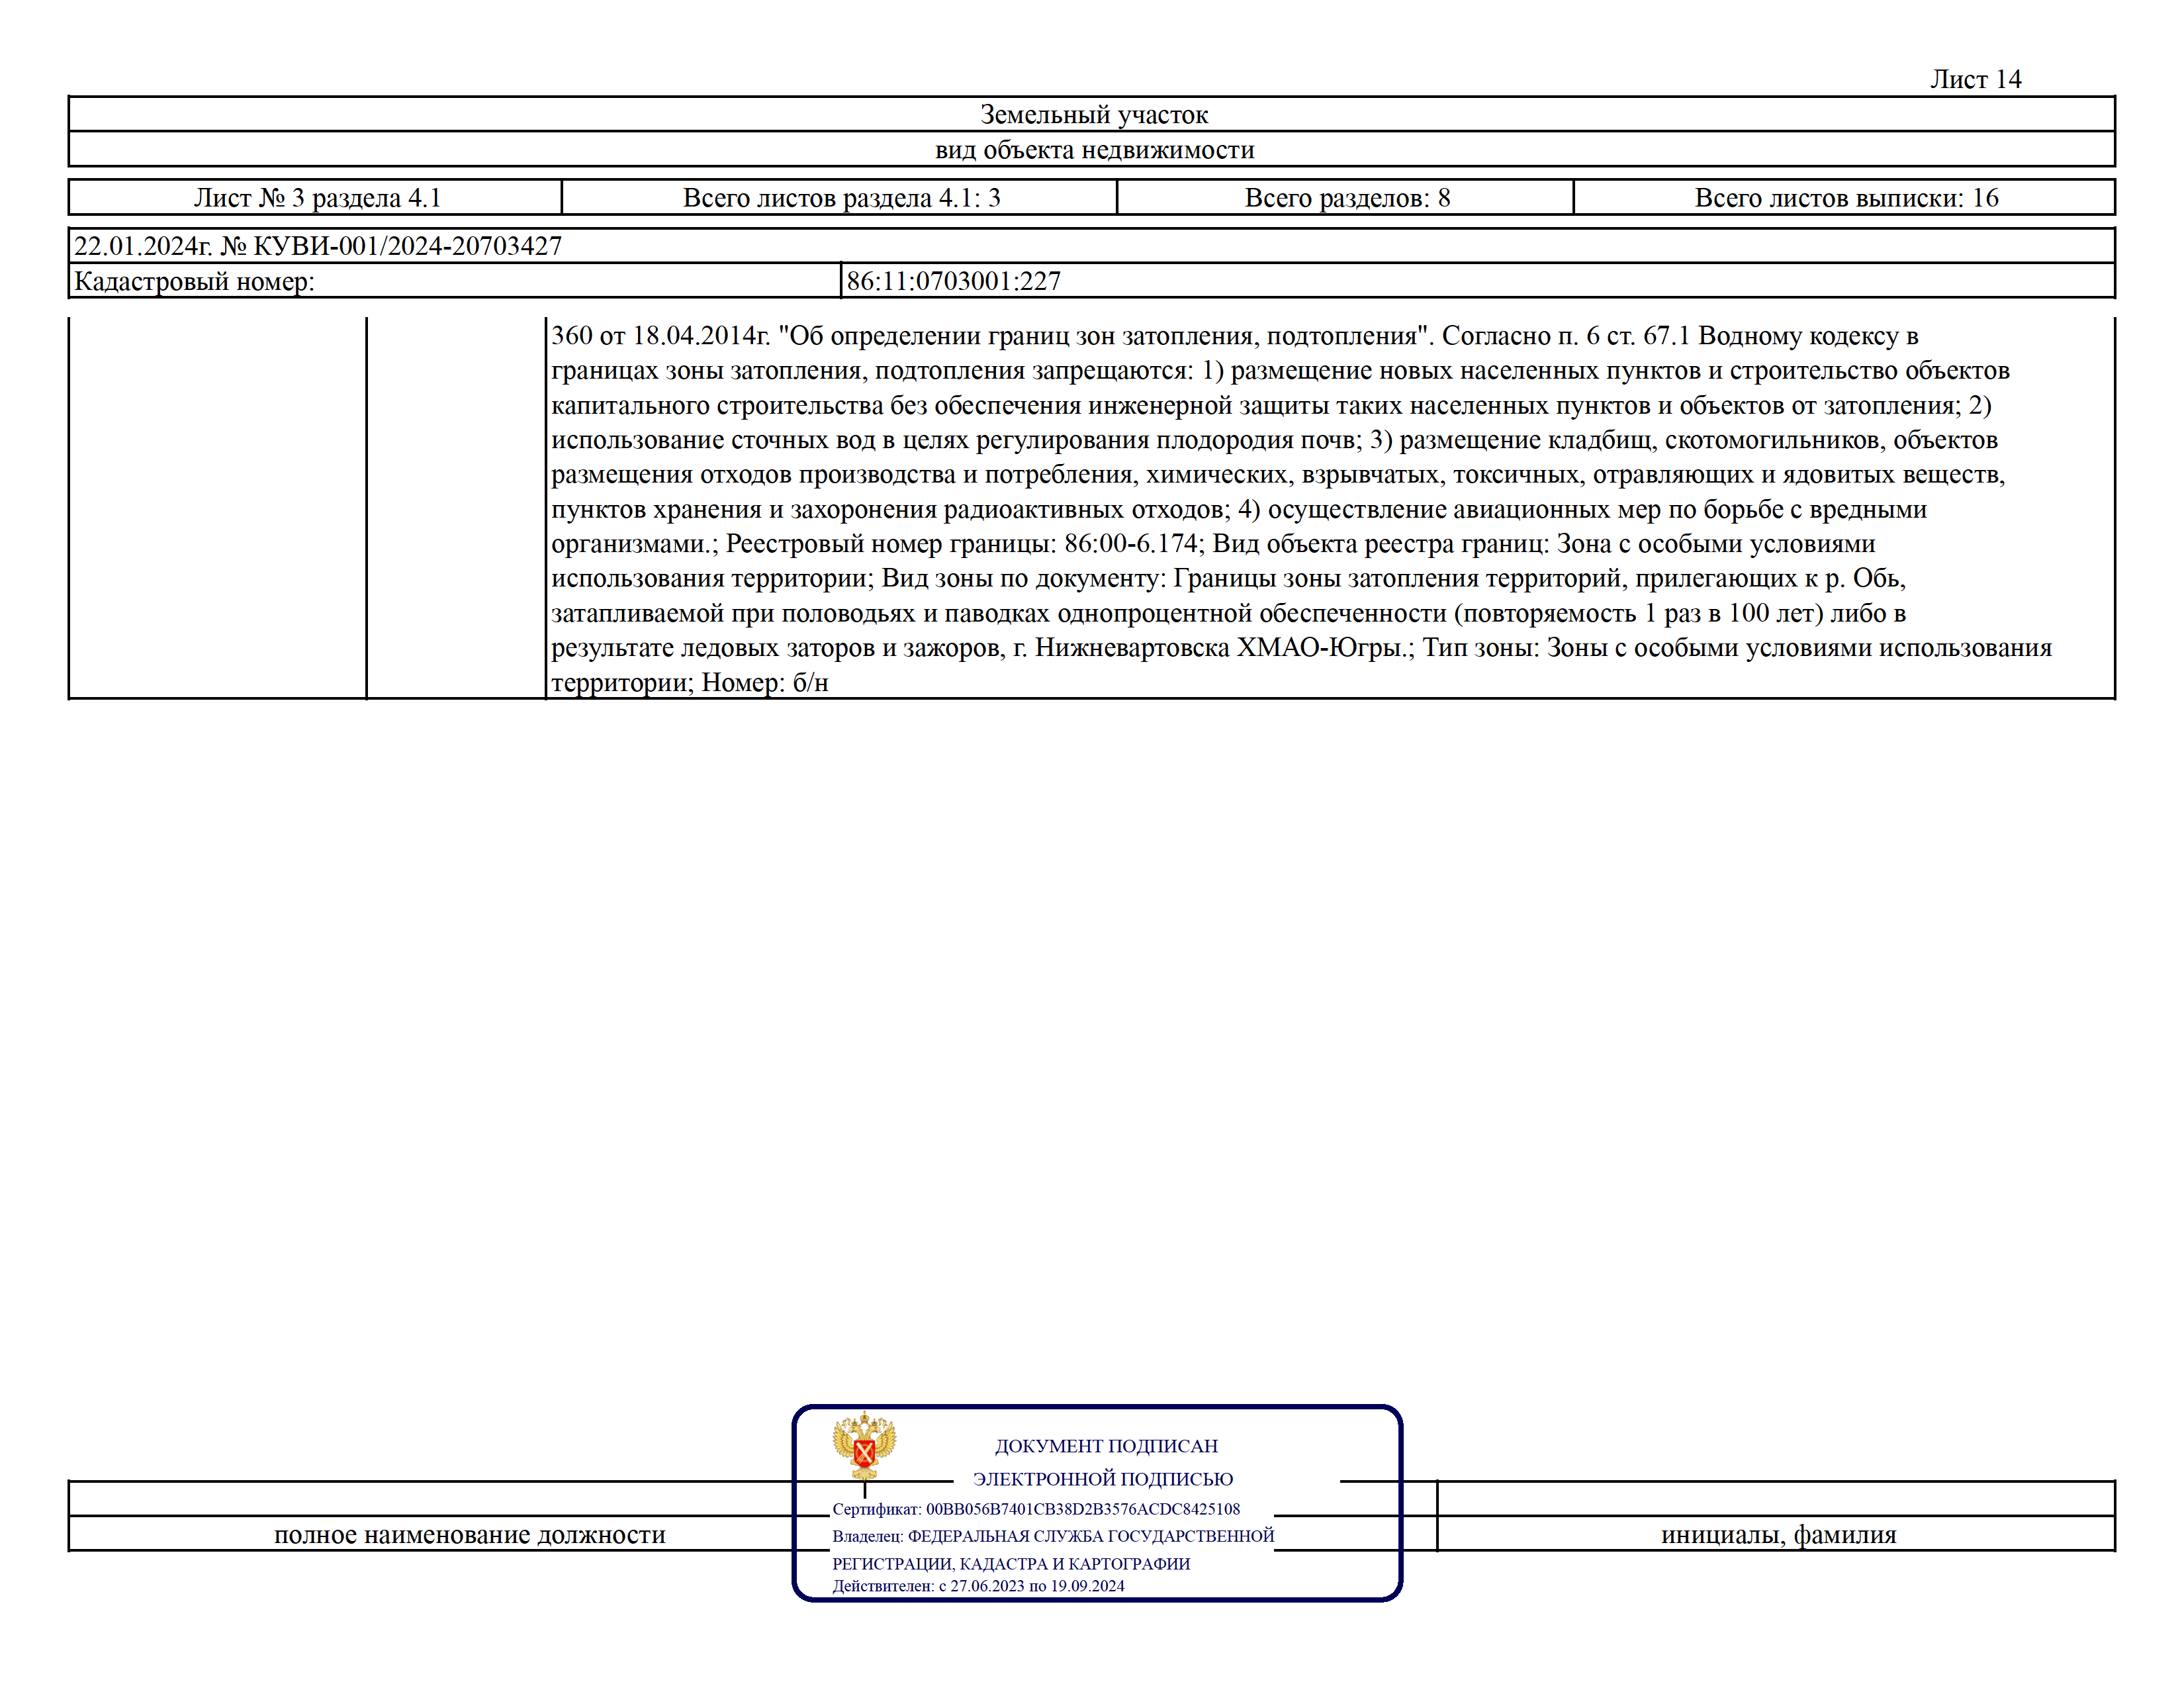 Лист 14
Земельный участок
вид объекта недвижимости
Лист № 3 раздела 4.1 Всего листов раздела 4.1: 3 Всего разделов: 8 Всего листов выписки: 16
22.01.2024г. № КУВИ-001/2024-20703427
Кадастровый номер: 86:11:0703001:227
360 от 18.04.2014г. "Об определении границ зон затопления, подтопления". Согласно п. 6 ст. 67.1 Водному кодексу в
границах зоны затопления, подтопления запрещаются: 1) размещение новых населенных пунктов и строительство объектов
капитального строительства без обеспечения инженерной защиты таких населенных пунктов и объектов от затопления; 2)
использование сточных вод в целях регулирования плодородия почв; 3) размещение кладбищ, скотомогильников, объектов
размещения отходов производства и потребления, химических, взрывчатых, токсичных, отравляющих и ядовитых веществ,
пунктов хранения и захоронения радиоактивных отходов; 4) осуществление авиационных мер по борьбе с вредными
организмами.; Реестровый номер границы: 86:00-6.174; Вид объекта реестра границ: Зона с особыми условиями
использования территории; Вид зоны по документу: Границы зоны затопления территорий, прилегающих к р. Обь,
затапливаемой при половодьях и паводках однопроцентной обеспеченности (повторяемость 1 раз в 100 лет) либо в
результате ледовых заторов и зажоров, г. Нижневартовска ХМАО-Югры.; Тип зоны: Зоны с особыми условиями использования
территории; Номер: б/н
ДОКУМЕНТ ПОДПИСАН
ЭЛЕКТРОННОЙ ПОДПИСЬЮ
Сертификат: 00BB056B7401CB38D2B3576ACDC8425108
Владелец: ФЕДЕРАЛЬНАЯ СЛУЖБА ГОСУДАРСТВЕННОЙ
РЕГИСТРАЦИИ, КАДАСТРА И КАРТОГРАФИИ
Действителен: с 27.06.2023 по 19.09.2024
полное наименование должности
инициалы, фамилия